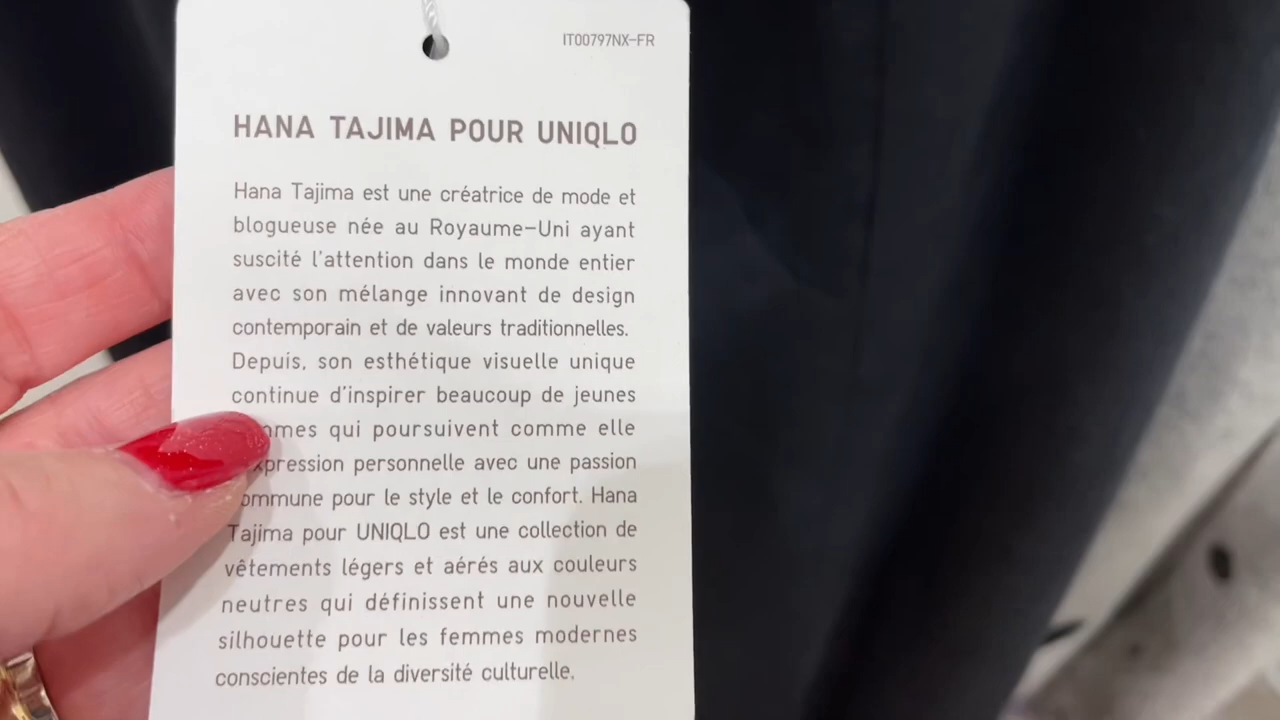 IT00797NX-FR
HANA TAJIMA POUR UNIQLO
Hana Tajima est une créatrice de mode et
blogueuse née au Royaume-Uni ayant
suscité l'attention dans le monde entier
avec son mélange innovant de design
contemporain et de valeurs traditionnelles.
Depuis, son esthétique visuelle unique
continue d'inspirer beaucoup de jeunes
qui poursuivent comme elle
personnelle avec une passion
pour le style et le confort. Hana
Tajima pour UNIQLO est une collection de
vêtements légers et aérés aux couleurs
neutres qui définissent une nouvelle
silhouette pour les femmes modernes
conscientes de la diversité culturelle.